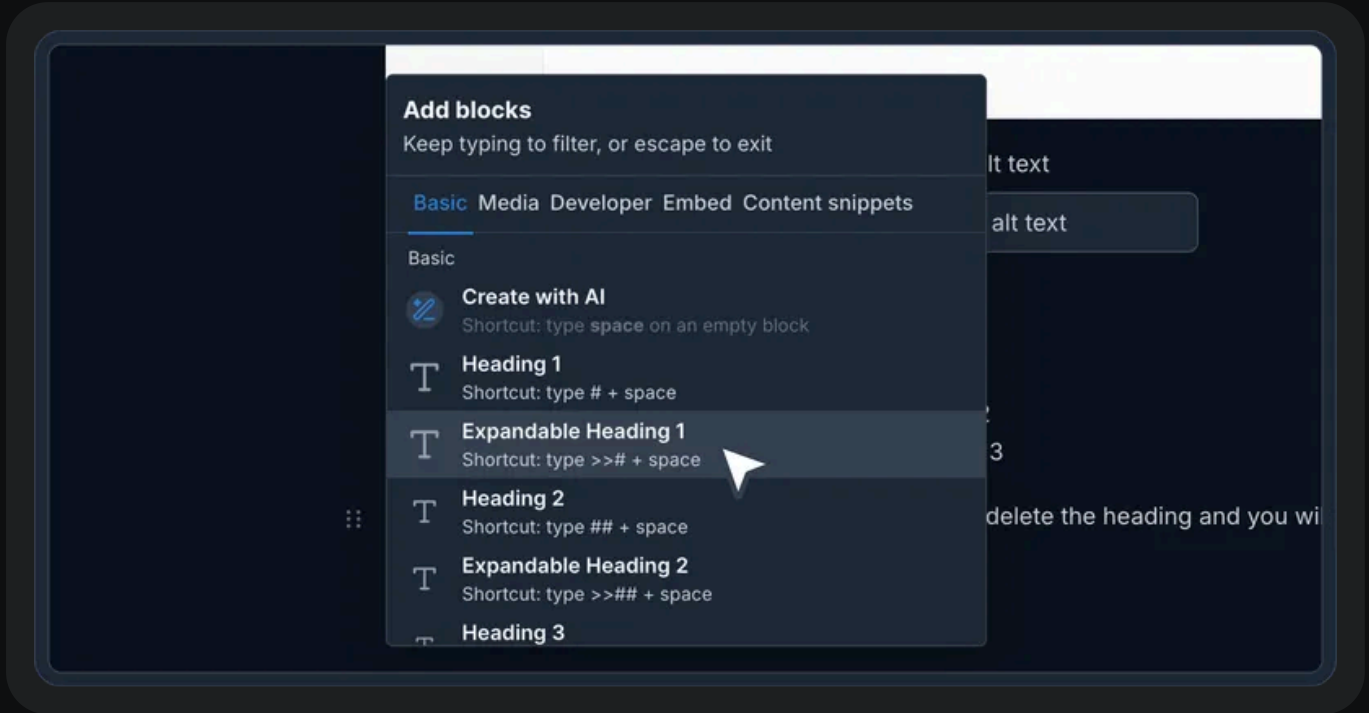 Add blocks
Keep typing to filter, or escape to exit
Basic Media Developer Embed Content snippets
Basic
Create with AI
Shortcut: type space on an empty block
Heading 1
Shortcut: type # + space
Expandable Heading 1
Shortcut: type >># + space
Heading 2
Shortcut: type ## + space
Expandable Heading 2
Shortcut: type >>## + space
Heading 3
text
alt text
3
delete the heading and you